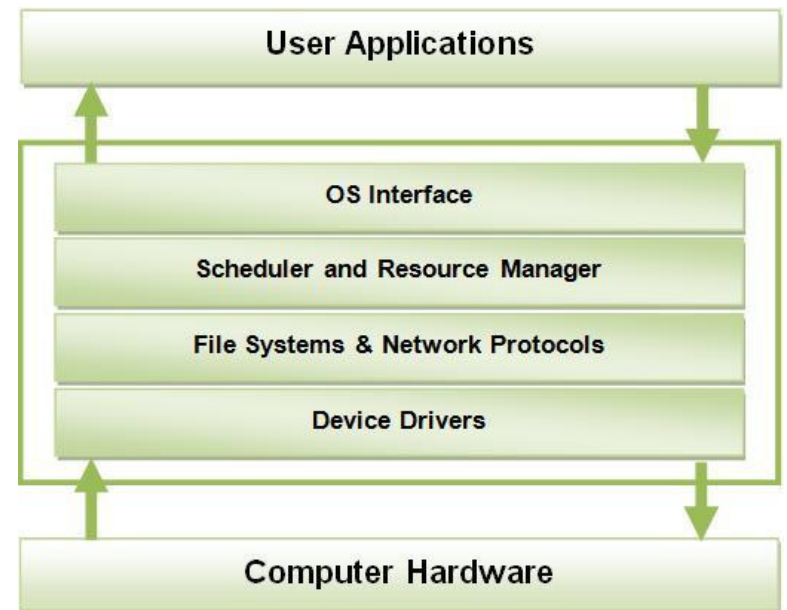 User Applications
OS Interface
Scheduler and Resource Manager
File Systems & Network Protocols
Device Drivers
Computer Hardware